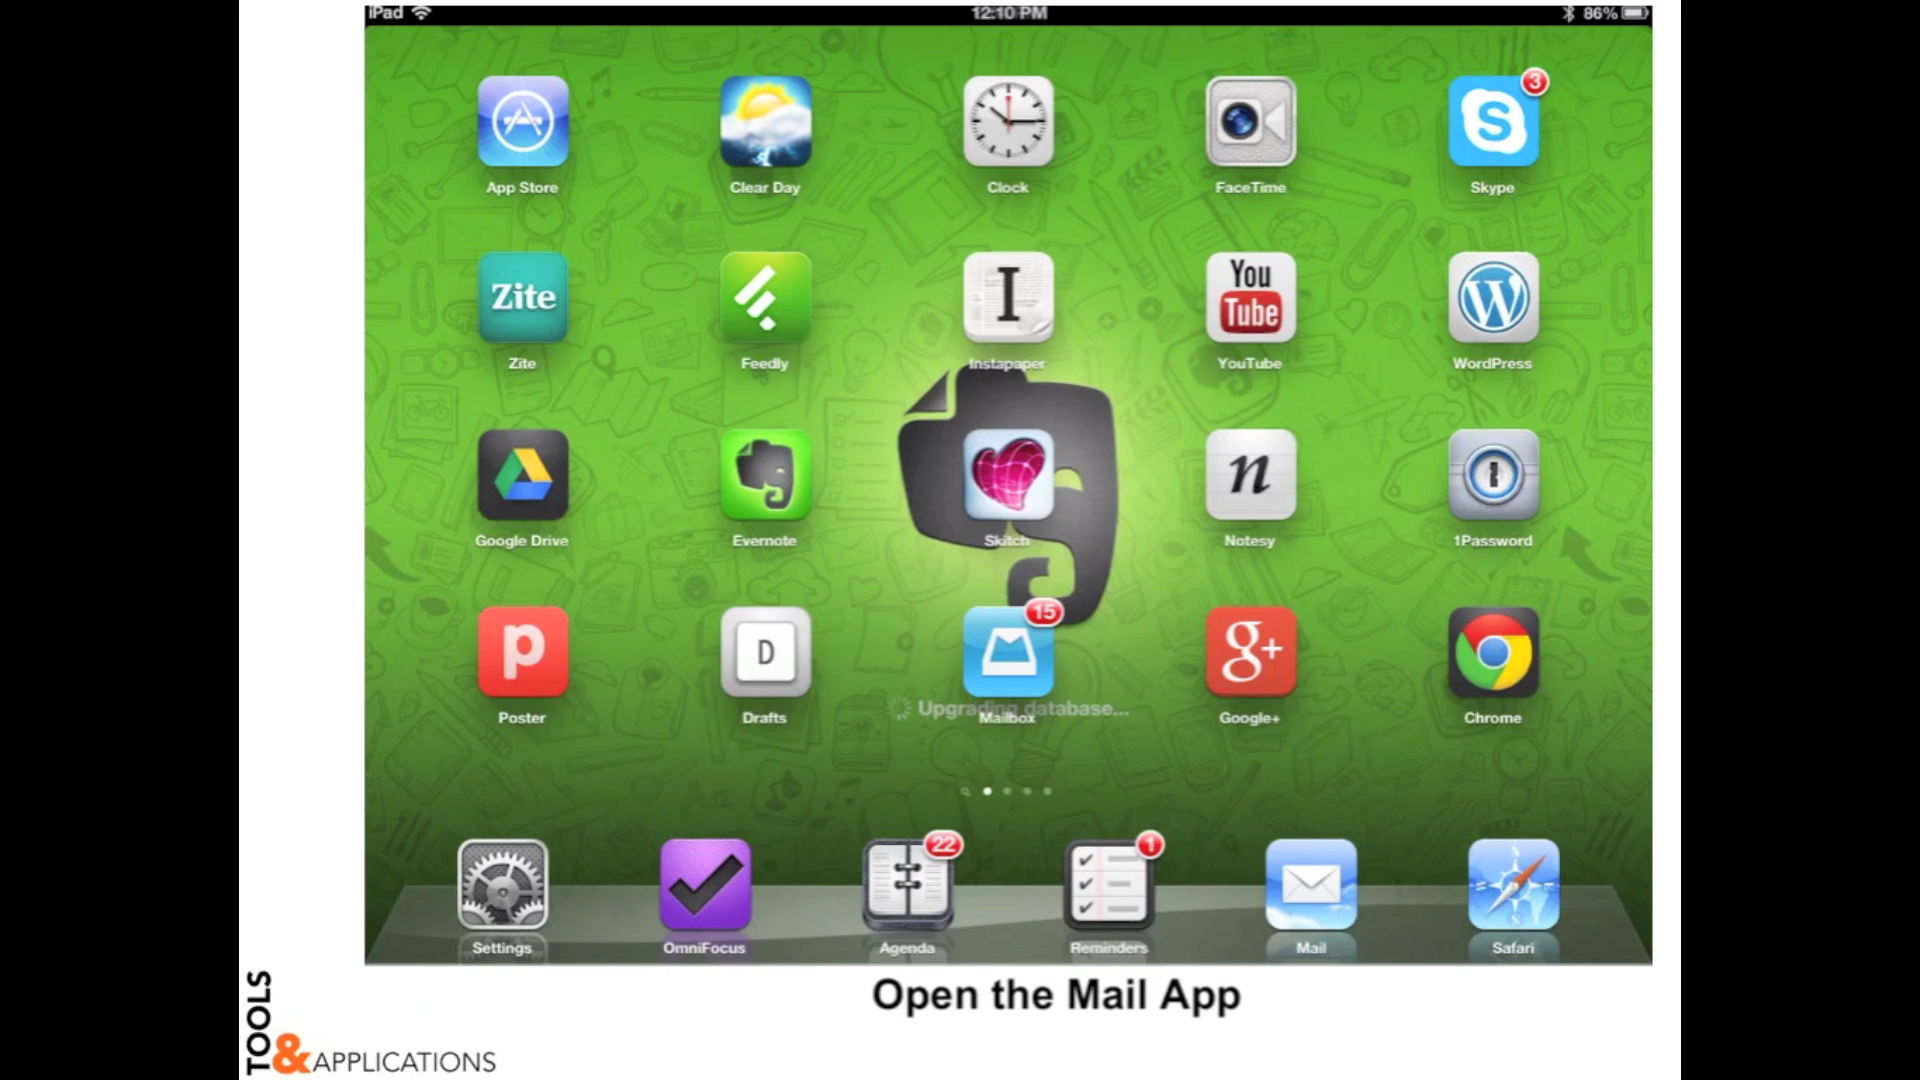 iPad 12:10 PM 86%
3
App Store Clear Day Clock FaceTime Skype
Zite I You Tube W
Zite Feedly Instapaper YouTube WordPress
n
Google Drive Evernote Skitch Notesy 1Password
15
p D g+
Upgrading database...
Poster Drafts Mailbox Google+ Chrome
22 1
Settings OmniFocus Agenda Reminders Mail Safari
Open the Mail App
TOOLS
&APPLICATIONS